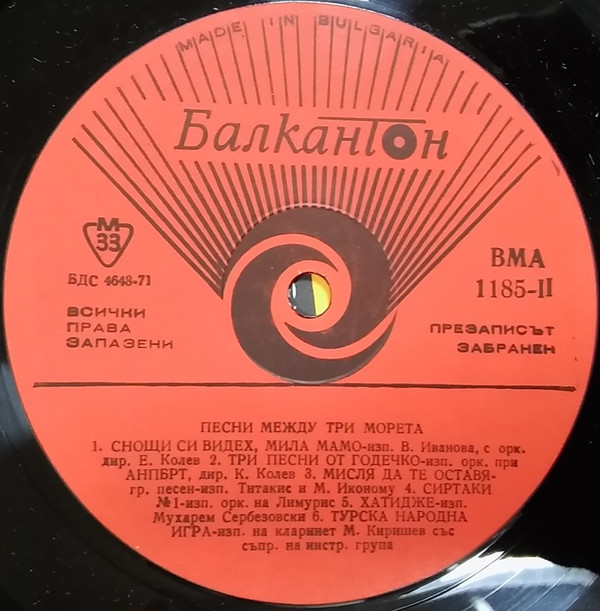 MADE IN BULGARIA
Балкантон
М
33
БДС 4648-71
ВСИЧКИ
ПРАВА
ЗАПАЗЕНИ
ВМА
1185-II
ПРЕЗАПИСЪТ
ЗАБРАНЕН
ПЕСНИ МЕЖДУ ТРИ МОРЕТА
1. СНОЩИ СИ ВИДЕХ, МИЛА МАМО-изп. В. Иванова, с орк.
дир. Е. Колев 2. ТРИ ПЕСНИ ОТ ГОДЕЧКО-изп. орк. при
АНПБРТ, дир. К. Колев 3. МИСЛЯ ДА ТЕ ОСТАВЯ-
гр. песен-изп. Титакис и М. Иконому 4. СИРТАКИ
№1-изп. орк. на Лимурис 5. ХАТИДЖЕ-изп.
Мухарем Сербезовски 6. ТУРСКА НАРОДНА
ИГРА-изп. на кларинет М. Киришев със
съпр. на инстр. група